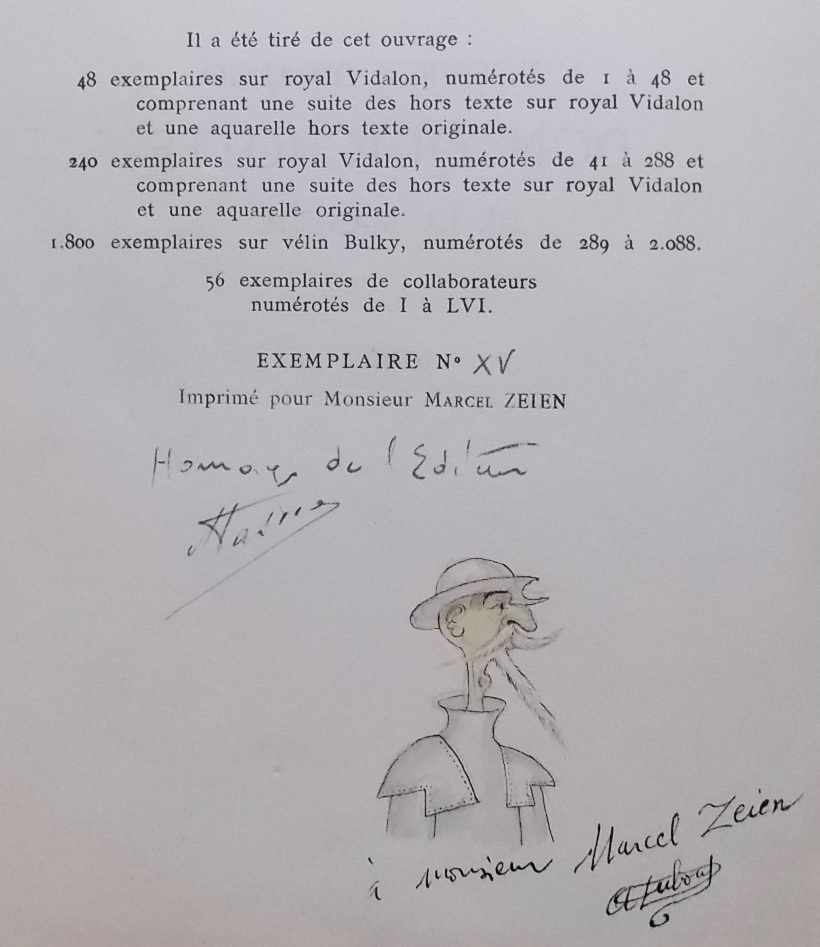 Il a été tiré de cet ouvrage :
48 exemplaires sur royal Vidalon, numérotés de 1 à 48 et
comprenant une suite des hors texte sur royal Vidalon
et une aquarelle hors texte originale.
240 exemplaires sur royal Vidalon, numérotés de 41 à 288 et
comprenant une suite des hors texte sur royal Vidalon
et une aquarelle originale.
1.800 exemplaires sur vélin Bulky, numérotés de 289 à 2.088.
56 exemplaires de collaborateurs
numérotés de I à LVI.
EXEMPLAIRE Nº XV
Imprimé pour Monsieur MARCEL ZEIEN
Hommage de l'Editeur
à Monsieur Marcel Zeien